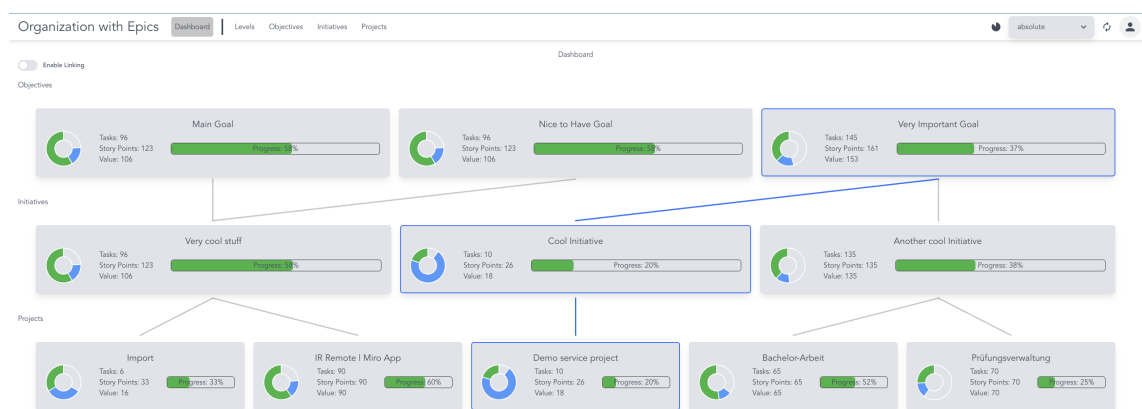 Organization with Epics Dashboard Levels Objectives Initiatives Projects absolute
Dashboard
Enable Linking
Objectives
Main Goal
Tasks: 96
Story Points: 123
Value: 106
Progress: 58%
Nice to Have Goal
Tasks: 96
Story Points: 123
Value: 106
Progress: 58%
Very Important Goal
Tasks: 145
Story Points: 161
Value: 153
Progress: 37%
Initiatives
Very cool stuff
Tasks: 96
Story Points: 123
Value: 106
Progress: 58%
Cool Initiative
Tasks: 10
Story Points: 26
Value: 18
Progress: 20%
Another cool Initiative
Tasks: 135
Story Points: 135
Value: 135
Progress: 38%
Projects
Import
Tasks: 6
Story Points: 33
Value: 16
Progress: 33%
IR Remote | Miro App
Tasks: 90
Story Points: 90
Value: 90
Progress: 60%
Demo service project
Tasks: 10
Story Points: 26
Value: 18
Progress: 20%
Bachelor-Arbeit
Tasks: 65
Story Points: 65
Value: 65
Progress: 52%
Prüfungsverwaltung
Tasks: 70
Story Points: 70
Value: 70
Progress: 25%